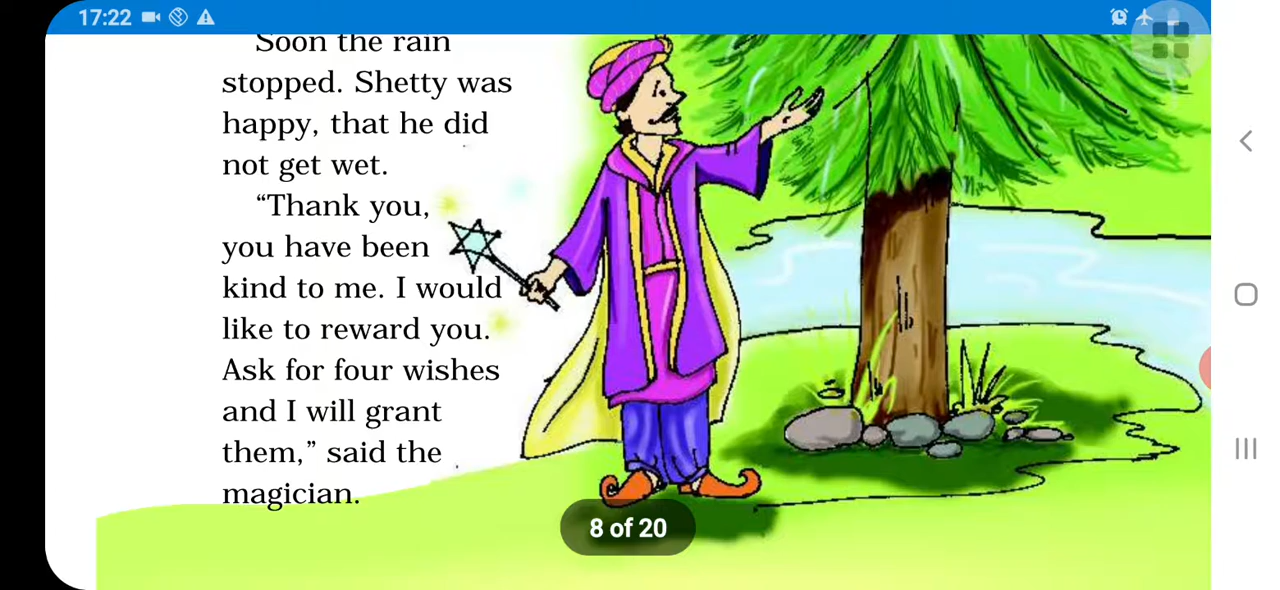 17:22
Soon the rain
stopped. Shetty was
happy, that he did
not get wet.
“Thank you,
you have been
kind to me. I would
like to reward you.
Ask for four wishes
and I will grant
them,” said the
magician.
8 of 20